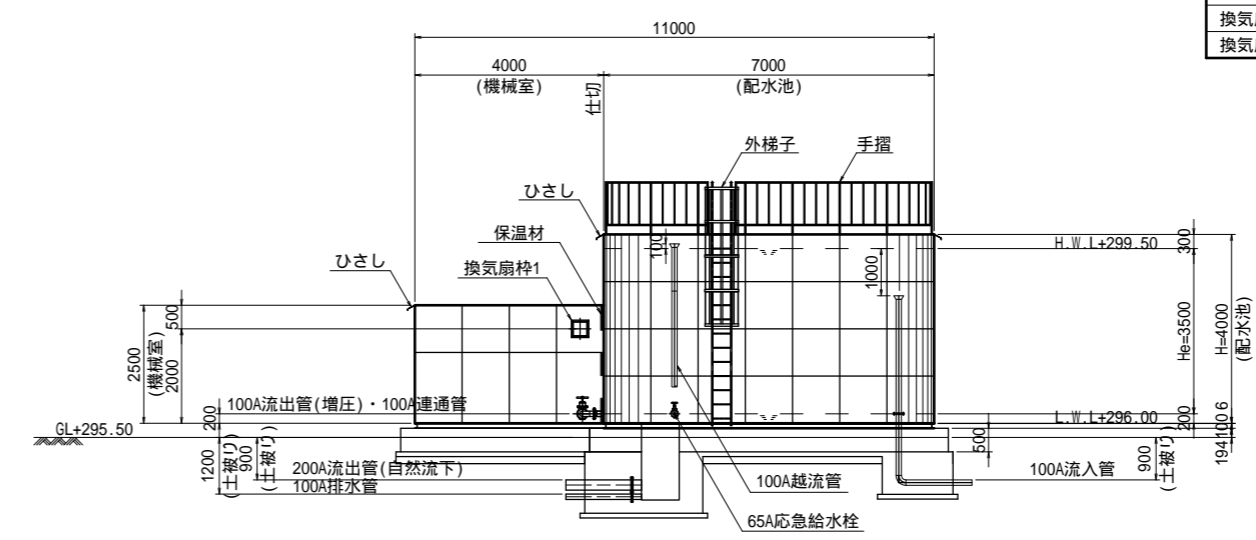 換気
換気
11000
4000
(機械室)
7000
(配水池)
仕切
外梯子
手摺
ひさし
保温材
換気扇枠1
ひさし
100
1000
H.W.L+299.50
300
He=3500
H=4000
(配水池)
2500
(機械室)
500
2000
200
100A流出管(増圧)・100A連通管
GL+295.50
L.W.L+296.00
200
6
100
194
500
1200
(土被り)
900
(土被り)
200A流出管(自然流下)
100A排水管
100A越流管
65A応急給水栓
100A流入管
900
(土被り)